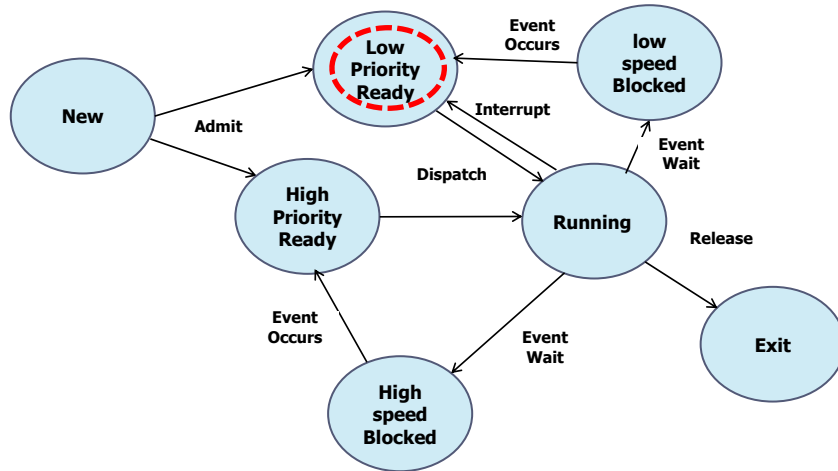 Event
Occurs
Low
Priority
Ready
low
speed
Blocked
New
Admit
Interrupt
Event
Wait
Dispatch
High
Priority
Ready
Running
Release
Event
Occurs
Event
Wait
Exit
High
speed
Blocked